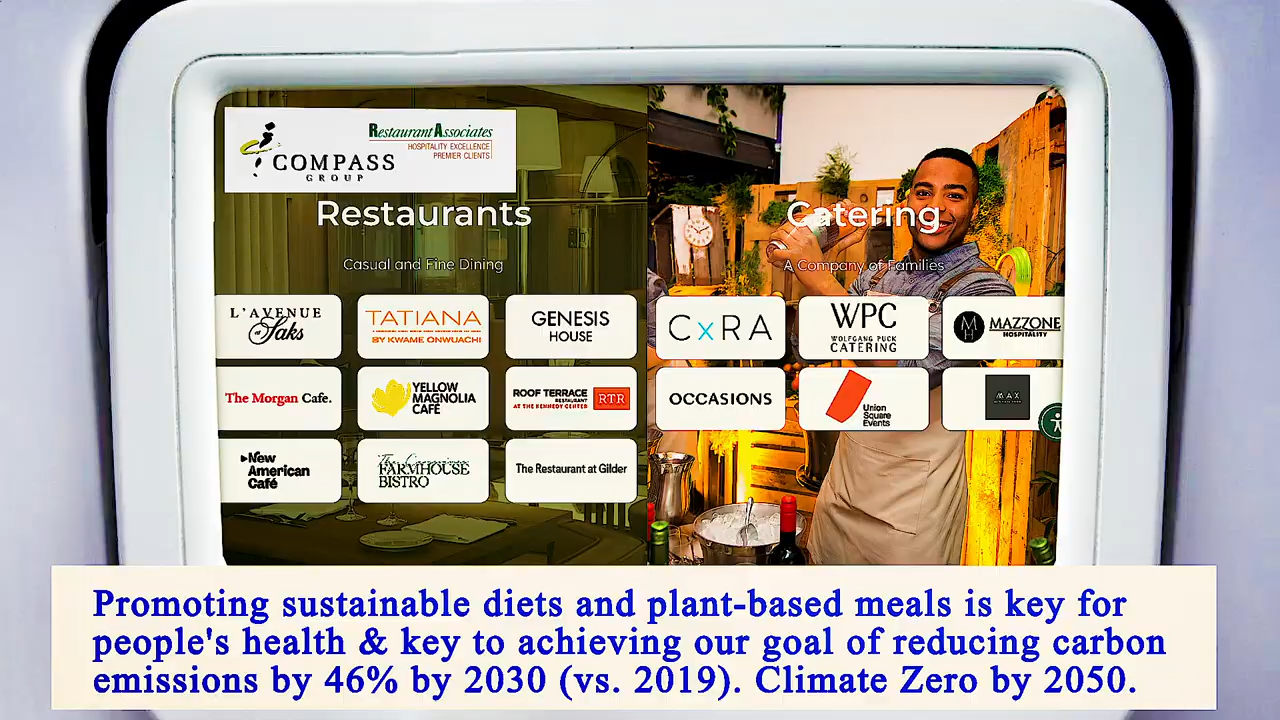 COMPASS
GROUP
RESTAURANT ASSOCIATES
HOSPITALITY EXCELLENCE
PREMIER CLIENTS
Restaurants
Casual and Fine Dining
L'AVENUE
Saks
TATIANA
BY KWAME ONWUACHI
GENESIS
HOUSE
The Morgan Cafe.
YELLOW
MAGNOLIA
CAFÉ
ROOF TERRACE
RESTAURANT
AT THE KENNEDY CENTER
RTR
New
American
Café
FARMHOUSE
BISTRO
The Restaurant at Gilder
Catering
A Company of Families
CxRA
WPC
WOLFGANG PUCK
CATERING
MH
MAZZONE
HOSPITALITY
OCCASIONS
Union
Square
Events
MAX
Promoting sustainable diets and plant-based meals is key for
people's health & key to achieving our goal of reducing carbon
emissions by 46% by 2030 (vs. 2019). Climate Zero by 2050.